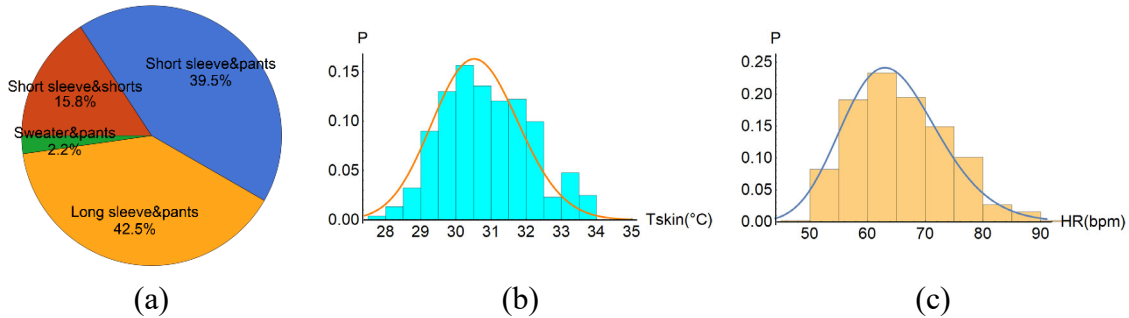 Short sleeve&pants
39.5%
Short sleeve&shorts
15.8%
Sweater&pants
2.2%
Long sleeve&pants
42.5%
(a)
P
0.15
0.10
0.05
0.00
28 29 30 31 32 33 34 35
Tskin(°C)
(b)
P
0.25
0.20
0.15
0.10
0.05
0.00
50 60 70 80 90
HR(bpm)
(c)